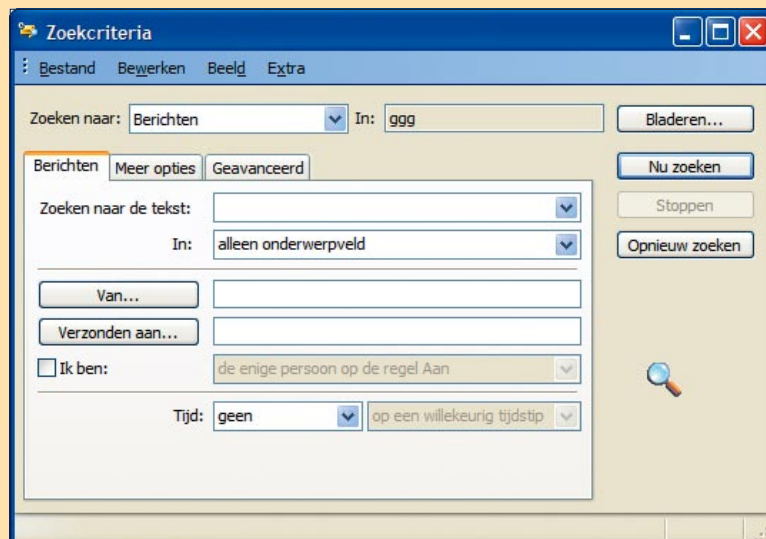 Zoekcriteria
Bestand Bewerken Beeld Extra
Zoeken naar: Berichten In: ggg Bladeren...
Berichten Meer opties Geavanceerd Nu zoeken
Zoeken naar de tekst: Stoppen
In: alleen onderwerpveld Opnieuw zoeken
Van...
Verzonden aan...
Ik ben: de enige persoon op de regel Aan
Tijd: geen op een willekeurig tijdstip